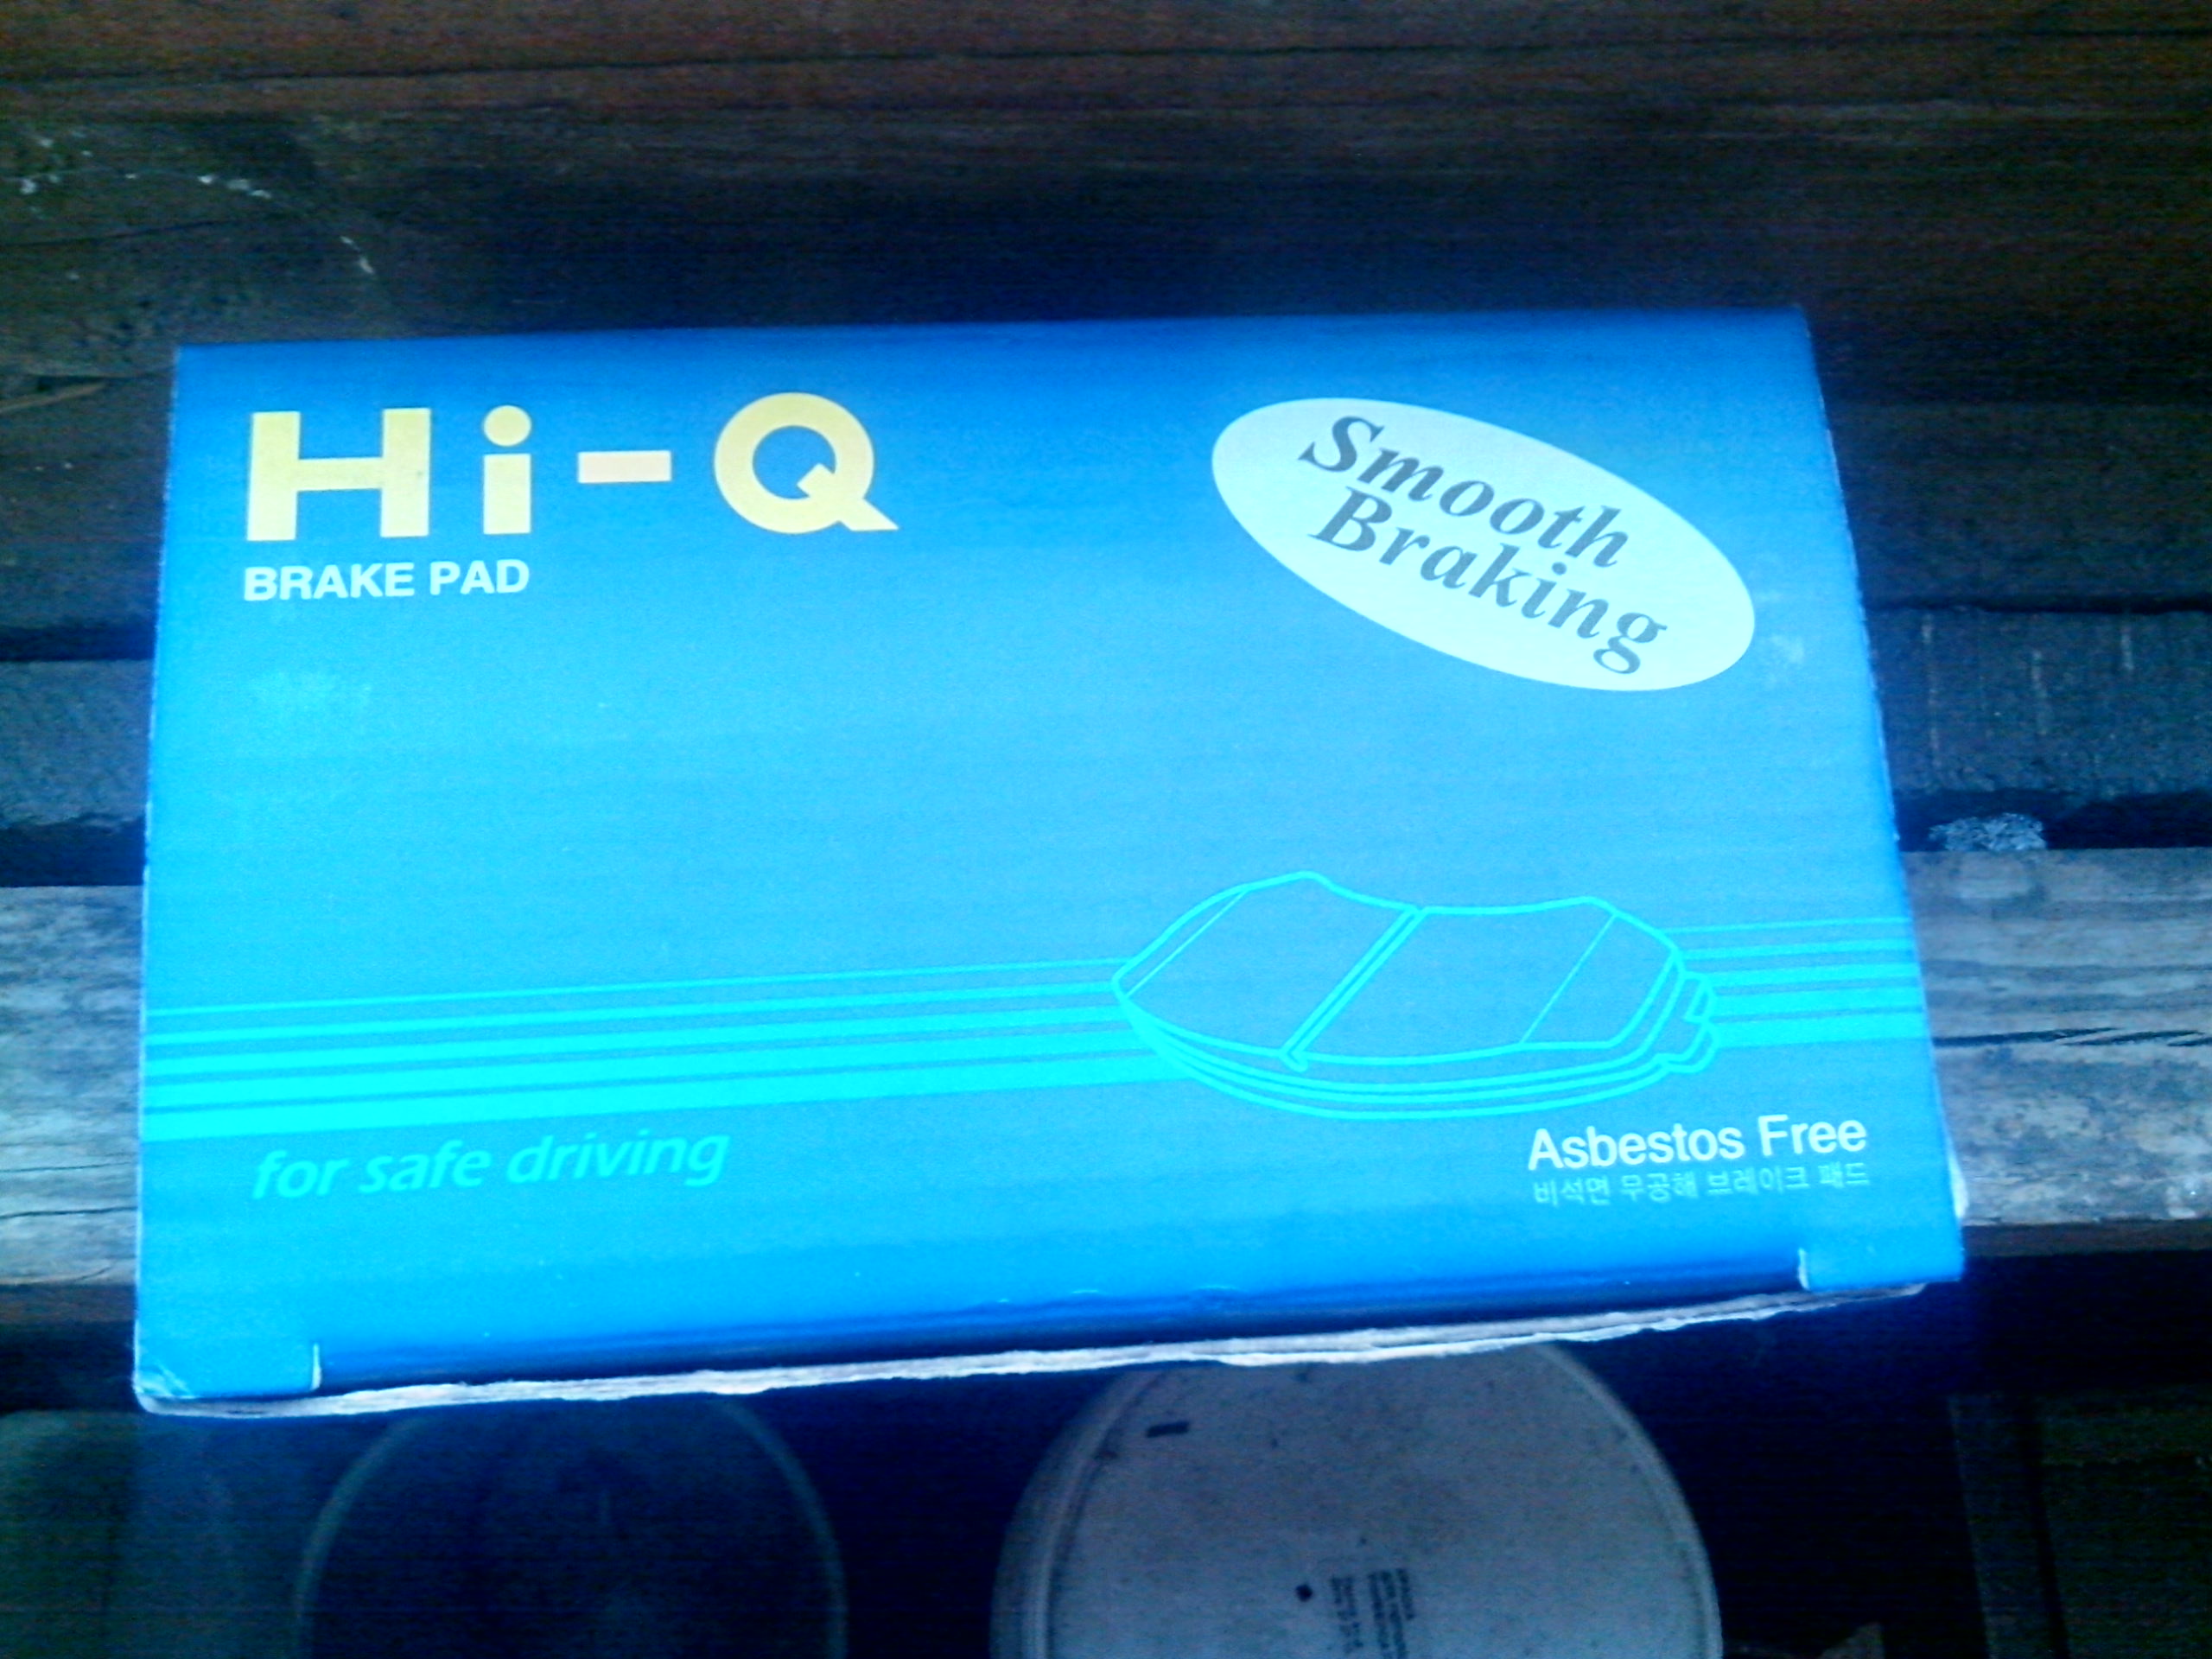 Hi-Q
BRAKE PAD
Smooth
Braking
for safe driving
Asbestos Free
비석면 무공해 브레이크 패드